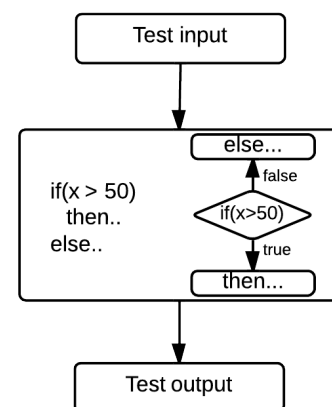 Test input
if(x > 50)
then..
else..
else...
false
if(x>50)
true
then...
Test output